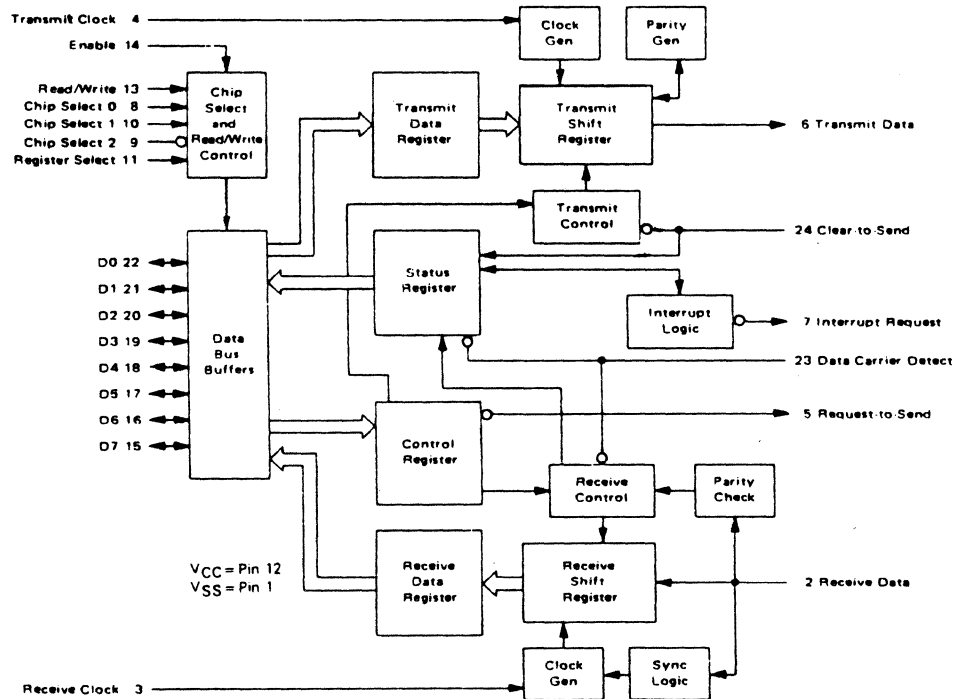 Transmit Clock 4
Clock
Gen
Parity
Gen
Enable 14
Read/Write 13
Chip Select 0 8
Chip Select 1 10
Chip Select 2 9
Register Select 11
Chip
Select
and
Read/Write
Control
Transmit
Data
Register
Transmit
Shift
Register
6 Transmit Data
Transmit
Control
24 Clear-to-Send
D0 22
D1 21
D2 20
D3 19
D4 18
D5 17
D6 16
D7 15
Data
Bus
Buffers
Status
Register
Interrupt
Logic
7 Interrupt Request
23 Data Carrier Detect
5 Request-to-Send
Control
Register
Receive
Control
Parity
Check
VCC = Pin 12
VSS = Pin 1
Receive
Data
Register
Receive
Shift
Register
2 Receive Data
Clock
Gen
Sync
Logic
Receive Clock 3